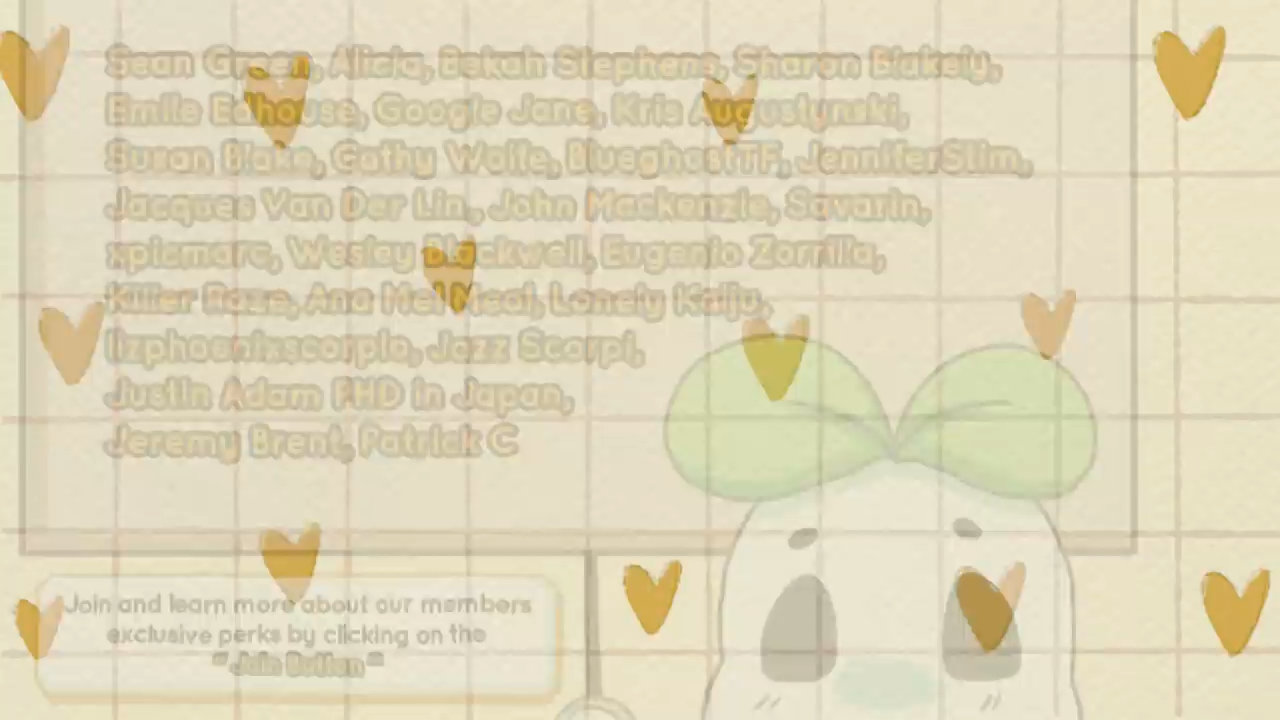 Sean Green, Alicia, Bekah Stephens, Sharon Blakely,
Emile Edhouse, Google Jane, Kris Augustynski,
Susan Blake, Cathy Wolfe, BlueghostTF, JenniferSlim,
Jacques Van Der Lin, John Mackenzie, Savarin,
xpicmarc, Wesley Blackwell, Eugenio Zorrilla,
Killer Raze, Ana Mei Lonely Kaiju,
lizphoenixscorpio, Jazz Scorpi,
Justin Adam PHD in Japan,
Jeremy Brent, Patrick C
Join and learn more about our members
exclusive perks by clicking on the
"Join Button"